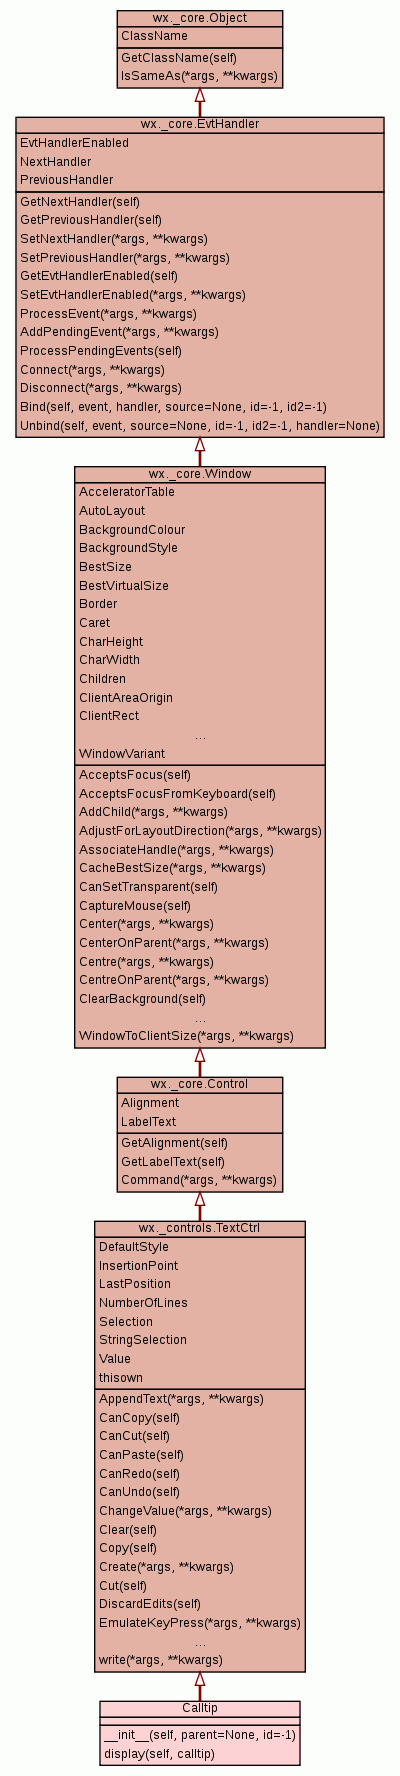 wx._core.Object
ClassName
GetClassName(self)
IsSameAs(*args, **kwargs)
wx._core.EvtHandler
EvtHandlerEnabled
NextHandler
PreviousHandler
GetNextHandler(self)
GetPreviousHandler(self)
SetNextHandler(*args, **kwargs)
SetPreviousHandler(*args, **kwargs)
GetEvtHandlerEnabled(self)
SetEvtHandlerEnabled(*args, **kwargs)
ProcessEvent(*args, **kwargs)
AddPendingEvent(*args, **kwargs)
ProcessPendingEvents(self)
Connect(*args, **kwargs)
Disconnect(*args, **kwargs)
Bind(self, event, handler, source=None, id=-1, id2=-1)
Unbind(self, event, source=None, id=-1, id2=-1, handler=None)
wx._core.Window
AcceleratorTable
AutoLayout
BackgroundColour
BackgroundStyle
BestSize
BestVirtualSize
Border
Caret
CharHeight
CharWidth
Children
ClientAreaOrigin
ClientRect
...
WindowVariant
AcceptsFocus(self)
AcceptsFocusFromKeyboard(self)
AddChild(*args, **kwargs)
AdjustForLayoutDirection(*args, **kwargs)
AssociateHandle(*args, **kwargs)
CacheBestSize(*args, **kwargs)
CanSetTransparent(self)
CaptureMouse(self)
Center(*args, **kwargs)
CenterOnParent(*args, **kwargs)
Centre(*args, **kwargs)
CentreOnParent(*args, **kwargs)
ClearBackground(self)
...
WindowToClientSize(*args, **kwargs)
wx._core.Control
Alignment
LabelText
GetAlignment(self)
GetLabelText(self)
Command(*args, **kwargs)
wx._controls.TextCtrl
DefaultStyle
InsertionPoint
LastPosition
NumberOfLines
Selection
StringSelection
Value
thisown
AppendText(*args, **kwargs)
CanCopy(self)
CanCut(self)
CanPaste(self)
CanRedo(self)
CanUndo(self)
ChangeValue(*args, **kwargs)
Clear(self)
Copy(self)
Create(*args, **kwargs)
Cut(self)
DiscardEdits(self)
EmulateKeyPress(*args, **kwargs)
...
write(*args, **kwargs)
Calltip
__init__(self, parent=None, id=-1)
display(self, calltip)